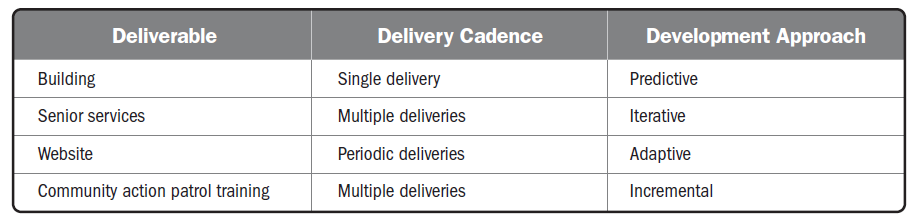 Deliverable Delivery Cadence Development Approach
Building Single delivery Predictive
Senior services Multiple deliveries Iterative
Website Periodic deliveries Adaptive
Community action patrol training Multiple deliveries Incremental